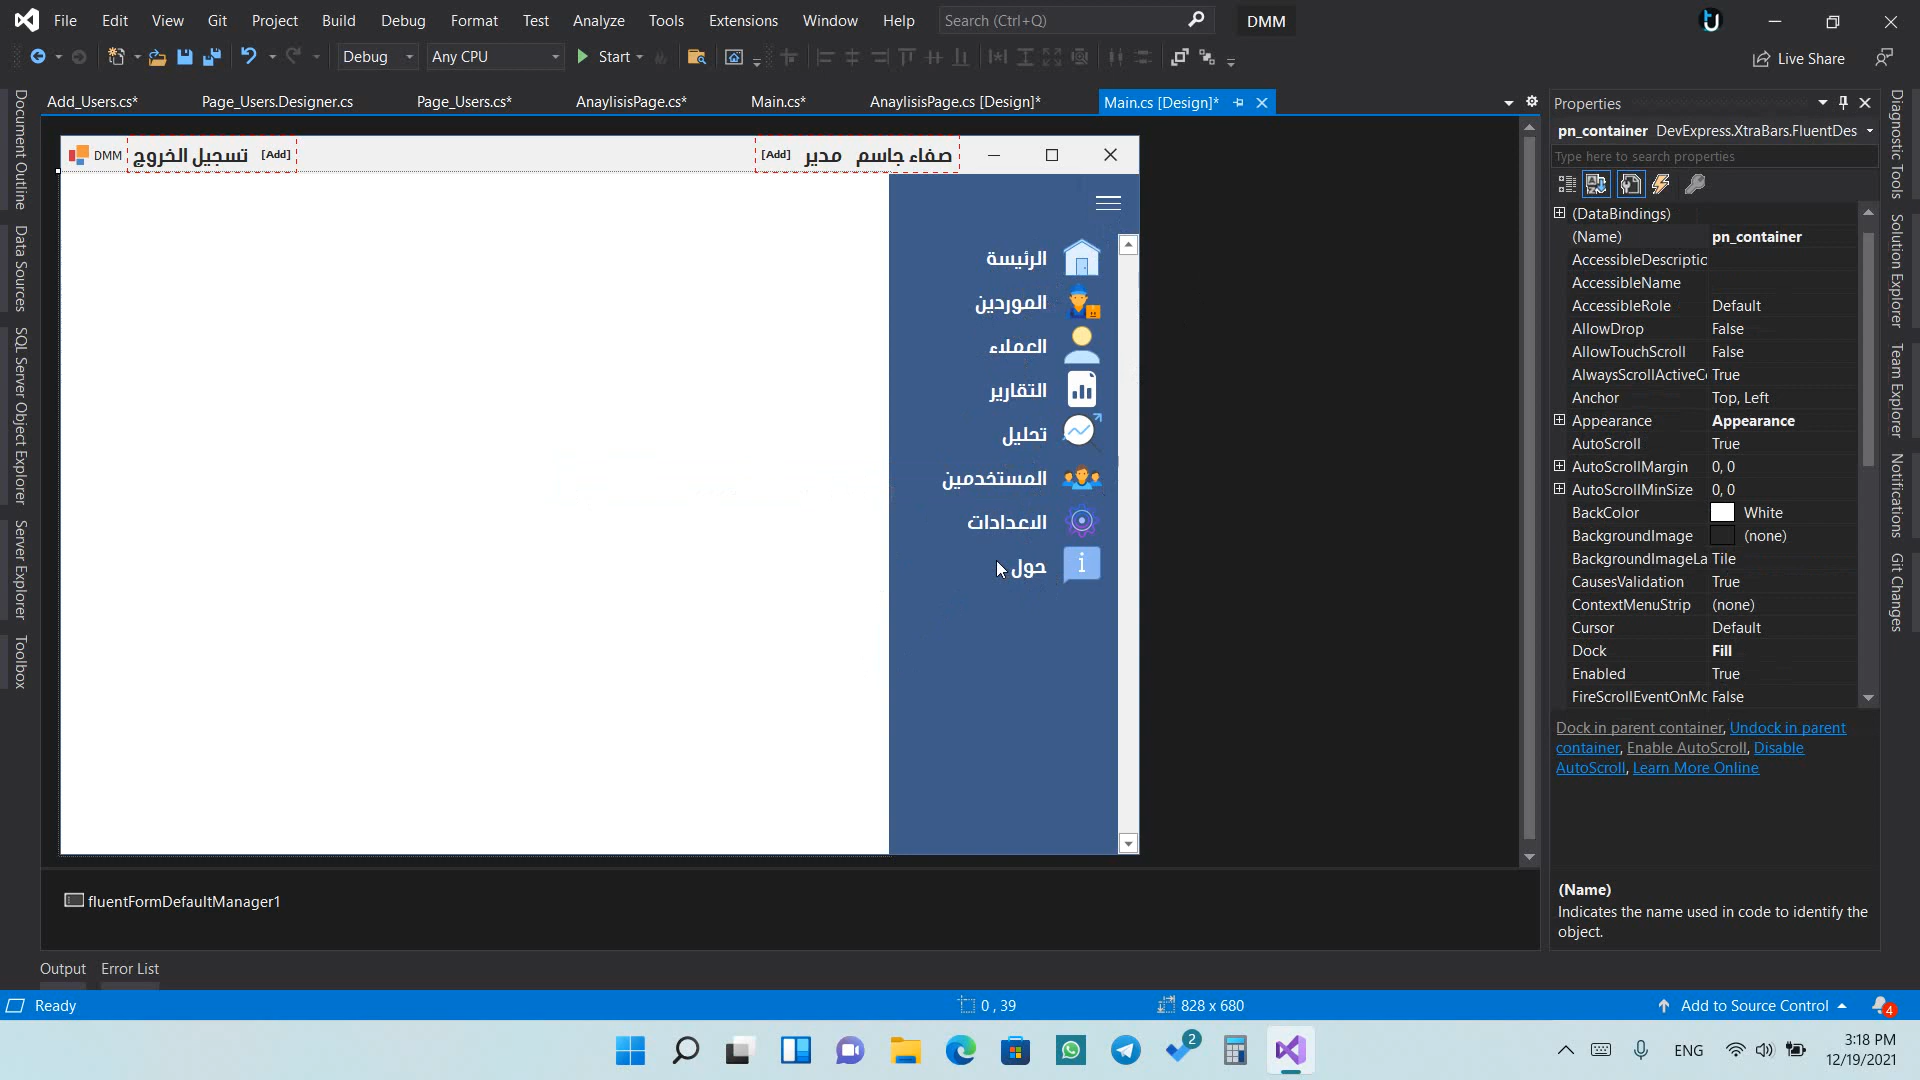 File Edit View Git Project Build Debug Format Test Analyze Tools Extensions Window Help Search (Ctrl+Q) DMM
Debug Any CPU Start Live Share
Add_Users.cs* Page_Users.Designer.cs Page_Users.cs* AnaylisisPage.cs* Main.cs* AnaylisisPage.cs [Design]* Main.cs [Design]*
Document Outline
Data Sources
SQL Server Object Explorer
Server Explorer
Toolbox
DMM تسجيل الخروج [Add] [Add] مدير صفاء جاسم
الرئيسة
الموردين
العملاء
التقارير
تحليل
المستخدمين
الاعدادات
حول
fluentFormDefaultManager1
Properties
pn_container DevExpress.XtraBars.FluentDes
Type here to search properties
(DataBindings)
(Name) pn_container
AccessibleDescriptio
AccessibleName
AccessibleRole Default
AllowDrop False
AllowTouchScroll False
AlwaysScrollActiveCo True
Anchor Top, Left
Appearance Appearance
AutoScroll True
AutoScrollMargin 0, 0
AutoScrollMinSize 0, 0
BackColor White
BackgroundImage (none)
BackgroundImageLa Tile
CausesValidation True
ContextMenuStrip (none)
Cursor Default
Dock Fill
Enabled True
FireScrollEventOnMo False
Dock in parent container, Undock in parent
container, Enable AutoScroll, Disable
AutoScroll, Learn More Online
(Name)
Indicates the name used in code to identify the
object.
Diagnostic Tools
Solution Explorer
Team Explorer
Notifications
Git Changes
Output Error List
Ready 0 , 39 828 x 680 Add to Source Control 4
2 ENG 3:18 PM
12/19/2021